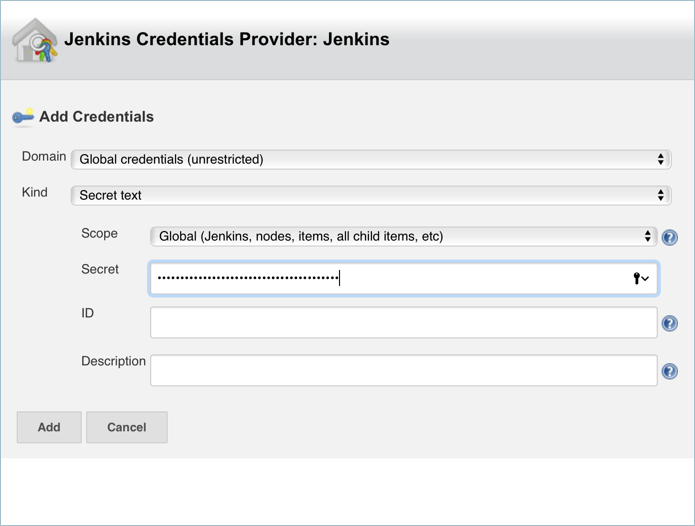 Jenkins Credentials Provider: Jenkins
Add Credentials
Domain Global credentials (unrestricted)
Kind Secret text
Scope Global (Jenkins, nodes, items, all child items, etc)
Secret ••••••••••••••••••••••••••••••••••••••••
ID
Description
Add Cancel